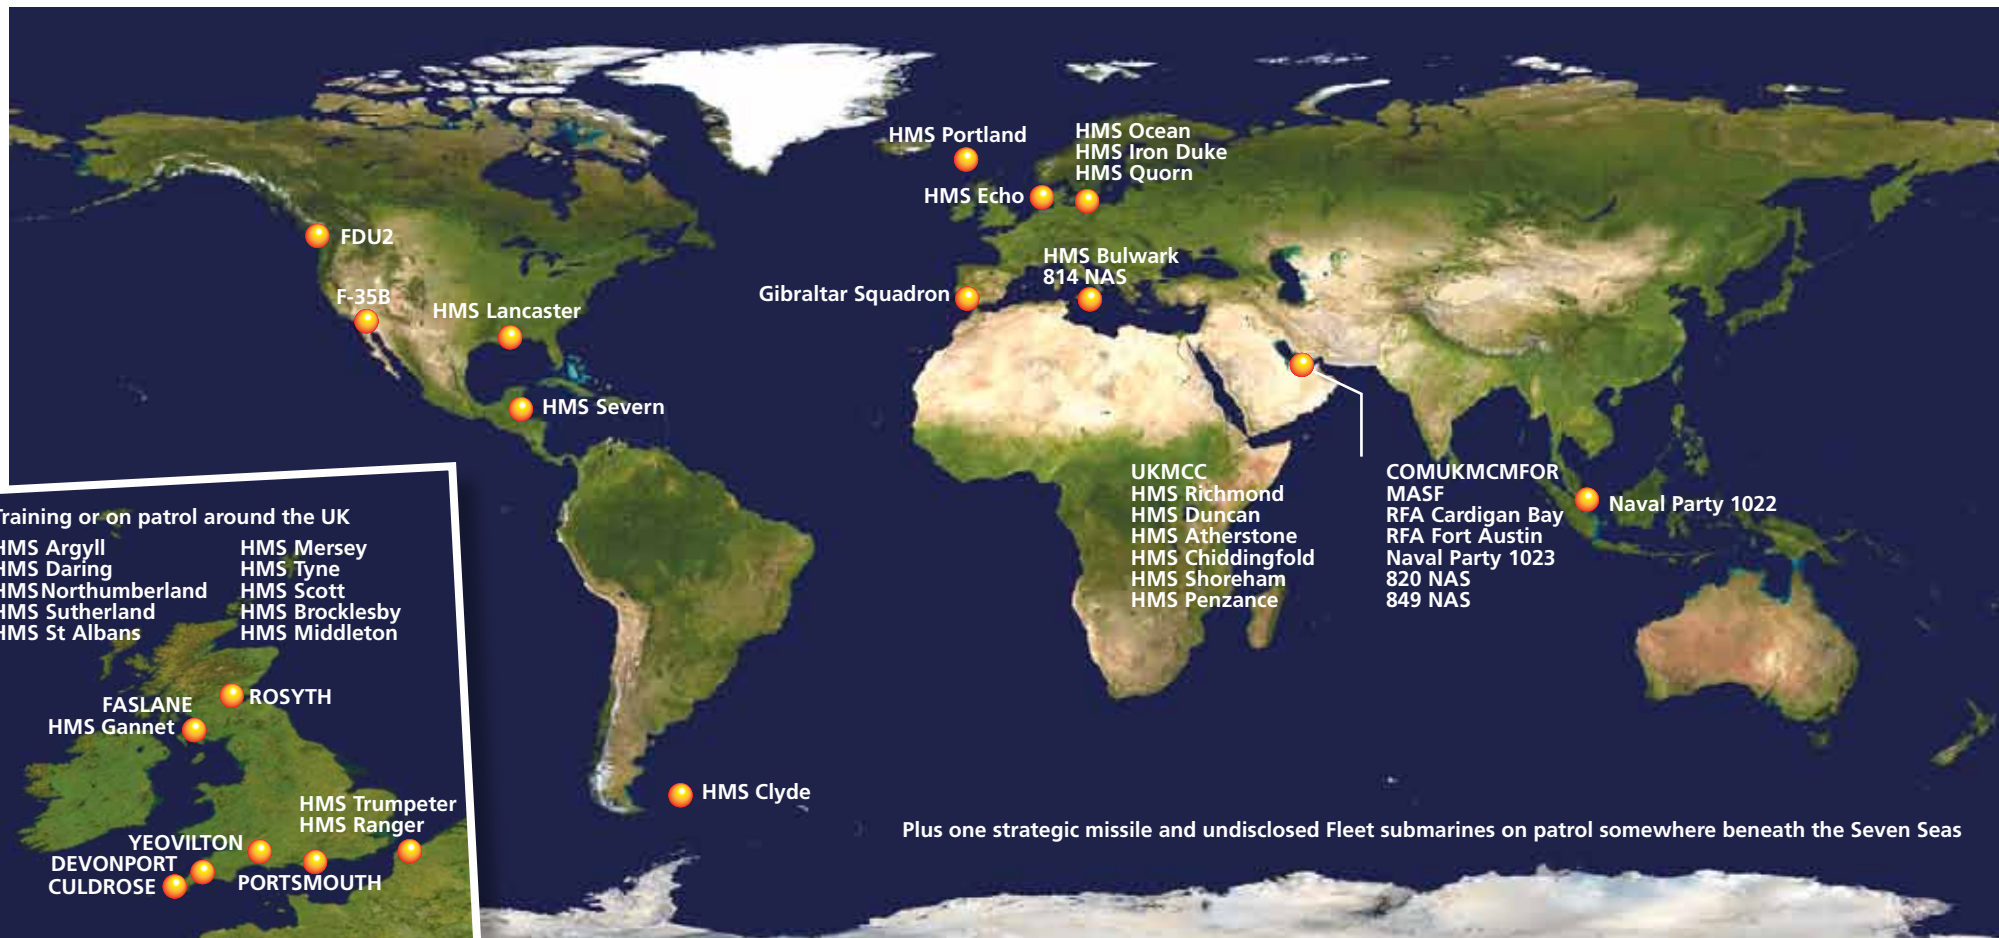 HMS Portland
HMS Ocean
HMS Iron Duke
HMS Quorn
HMS Echo
FDU2
HMS Bulwark
814 NAS
Gibraltar Squadron
F-35B
HMS Lancaster
HMS Severn
UKMCC
HMS Richmond
HMS Duncan
HMS Atherstone
HMS Chiddingfold
HMS Shoreham
HMS Penzance
COMUKMCMFOR
MASF
RFA Cardigan Bay
RFA Fort Austin
Naval Party 1023
820 NAS
849 NAS
Naval Party 1022
HMS Clyde
Plus one strategic missile and undisclosed Fleet submarines on patrol somewhere beneath the Seven Seas
Training or on patrol around the UK
HMS Argyll
HMS Daring
HMS Northumberland
HMS Sutherland
HMS St Albans
HMS Mersey
HMS Tyne
HMS Scott
HMS Brocklesby
HMS Middleton
ROSYTH
FASLANE
HMS Gannet
HMS Trumpeter
HMS Ranger
YEOVILTON
DEVONPORT
CULDROSE
PORTSMOUTH